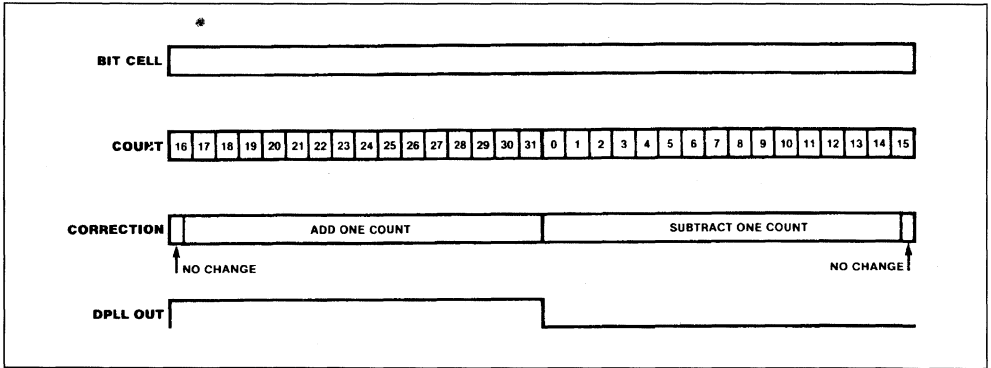 BIT CELL
COUNT 16 17 18 19 20 21 22 23 24 25 26 27 28 29 30 31 0 1 2 3 4 5 6 7 8 9 10 11 12 13 14 15
CORRECTION ADD ONE COUNT SUBTRACT ONE COUNT
NO CHANGE NO CHANGE
DPLL OUT